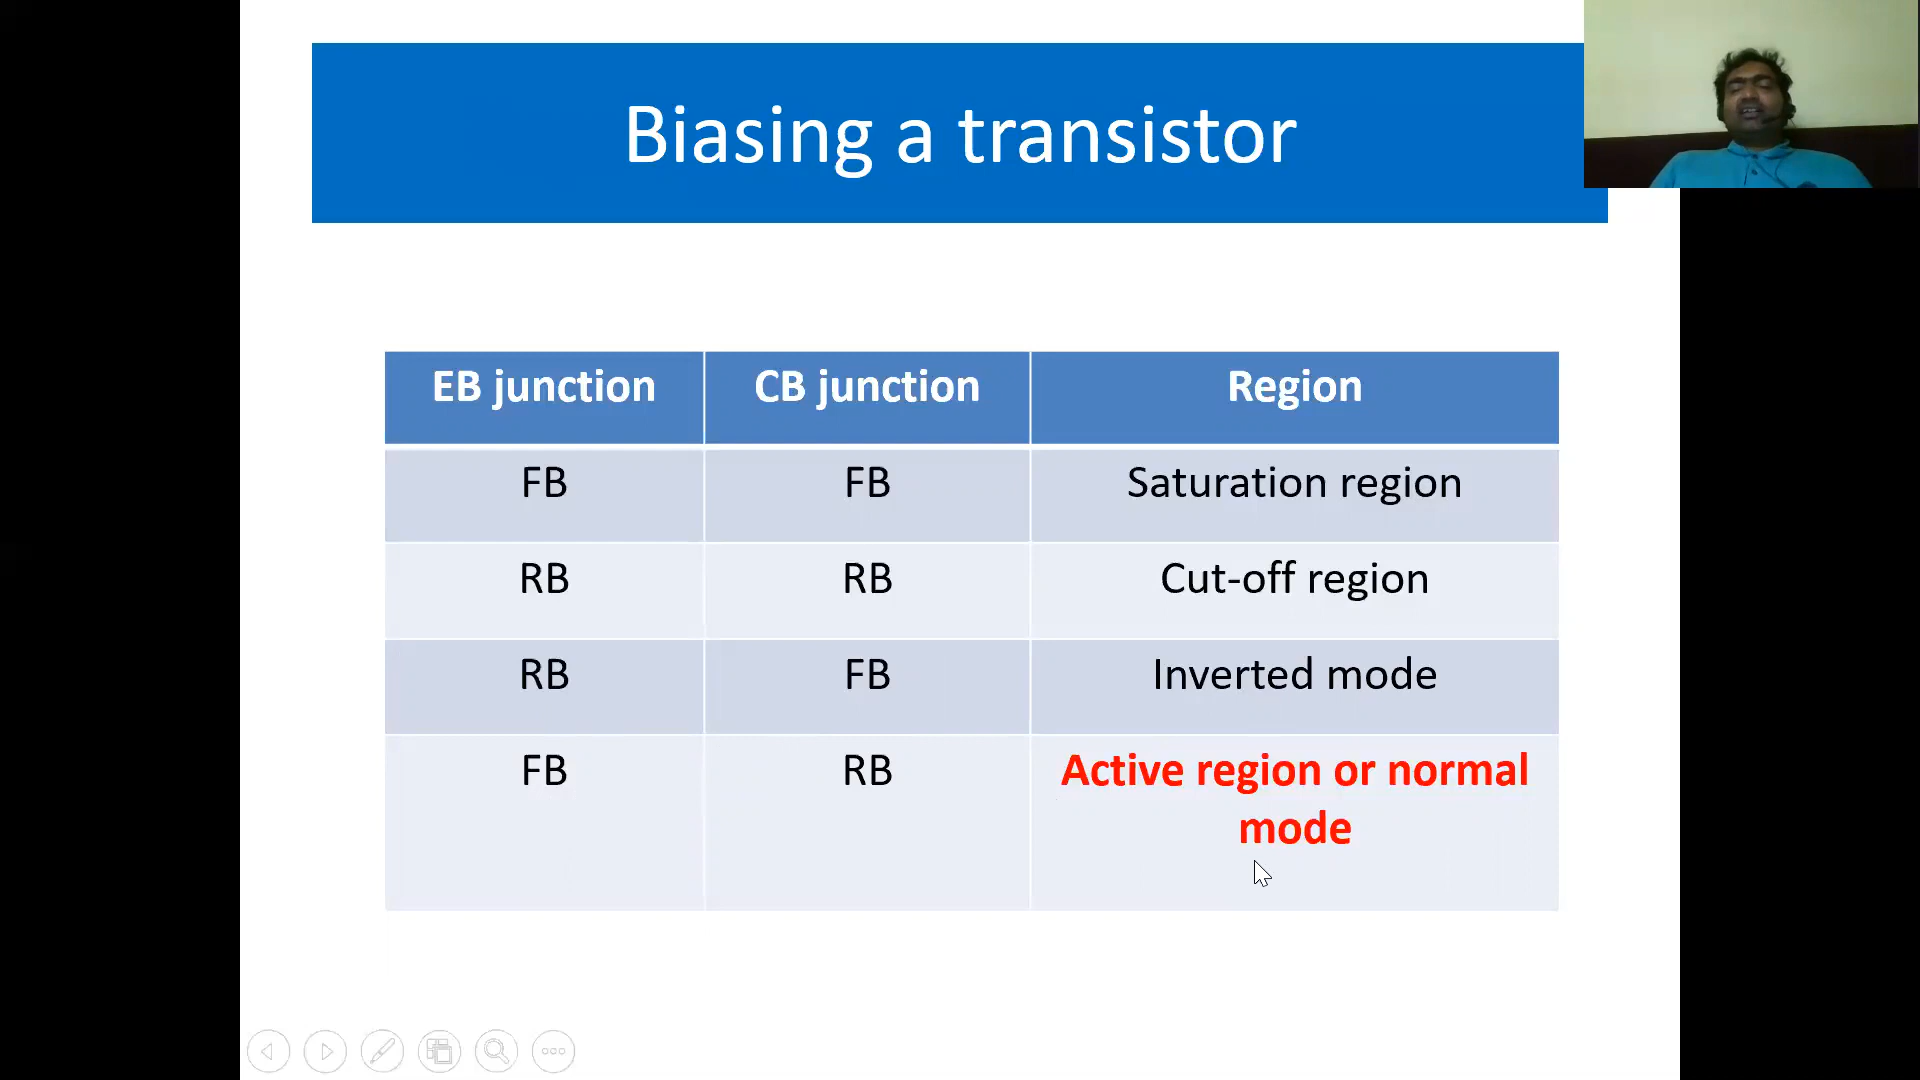 Biasing a transistor
EB junction CB junction Region
FB FB Saturation region
RB RB Cut-off region
RB FB Inverted mode
FB RB Active region or normal
mode